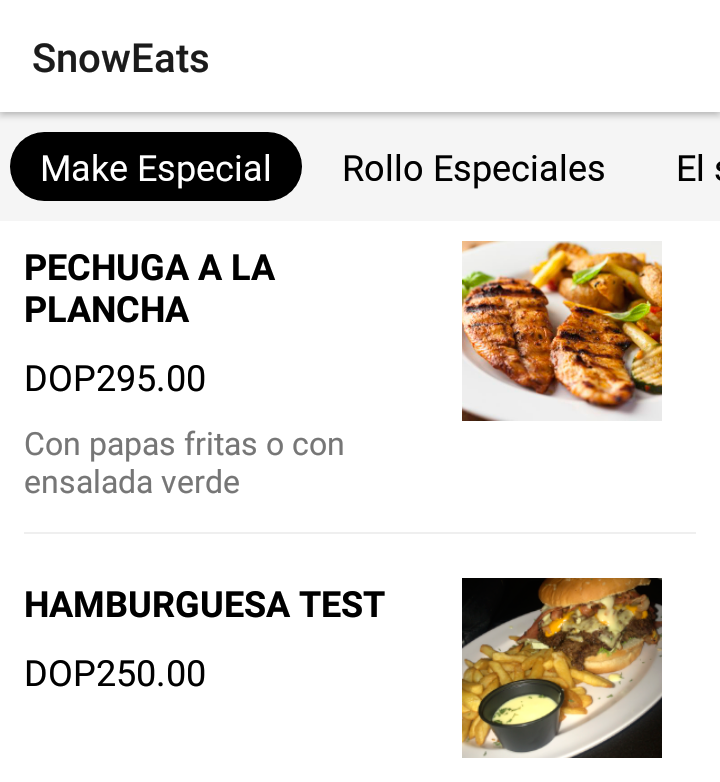 SnowEats
Make Especial
Rollo Especiales
El
PECHUGA A LA
PLANCHA
DOP295.00
Con papas fritas o con
ensalada verde
HAMBURGUESA TEST
DOP250.00